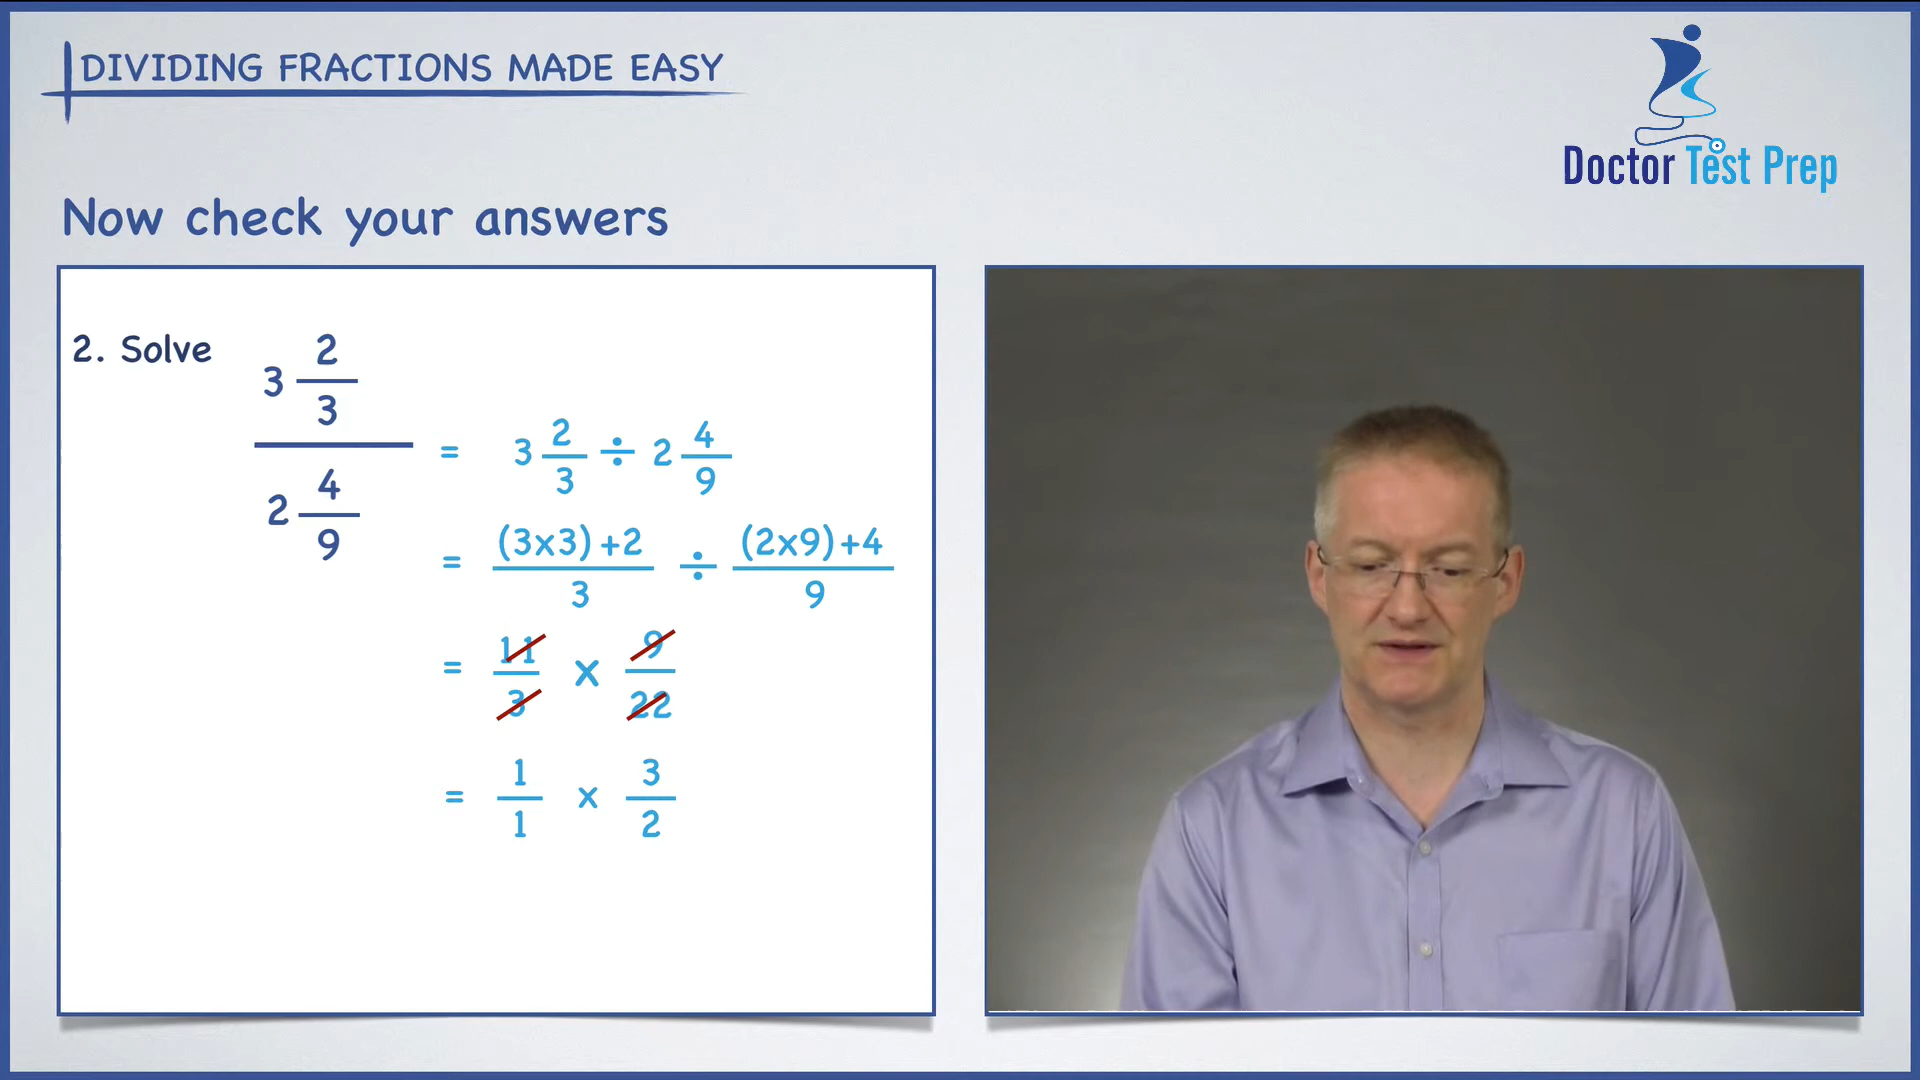 DIVIDING FRACTIONS MADE EASY
Doctor Test Prep
Now check your answers
2. Solve
3 2/3
2 4/9
= 3 2/3 ÷ 2 4/9
= (3x3)+2/3 ÷ (2x9)+4/9
= 11/3 x 9/22
= 1/1 x 3/2